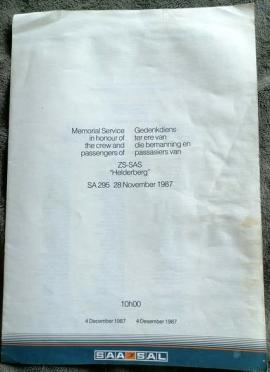 Memorial Service Gedenkdiens
in honour of ter ere van
the crew and die bemanning en
passengers of passasiers van
ZS-SAS
"Helderberg"
SA 295 28 November 1987
10h00
4 December 1987 4 Desember 1987
SAA SAL